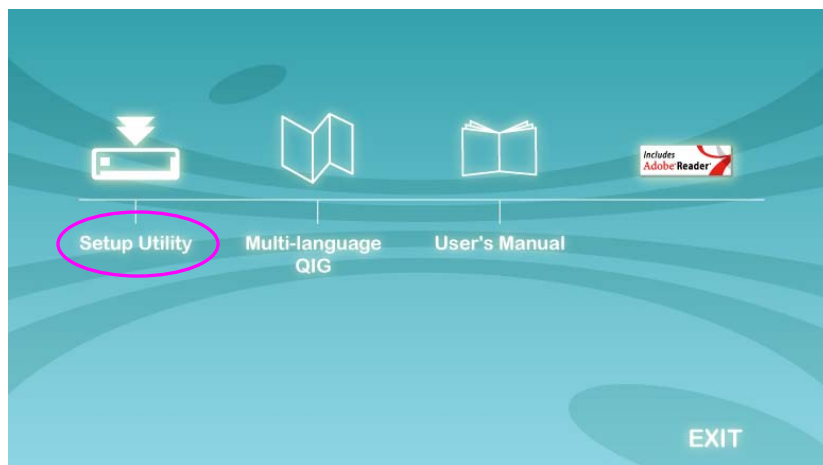 Includes
Adobe Reader
Setup Utility
Multi-language
QIG
User's Manual
EXIT